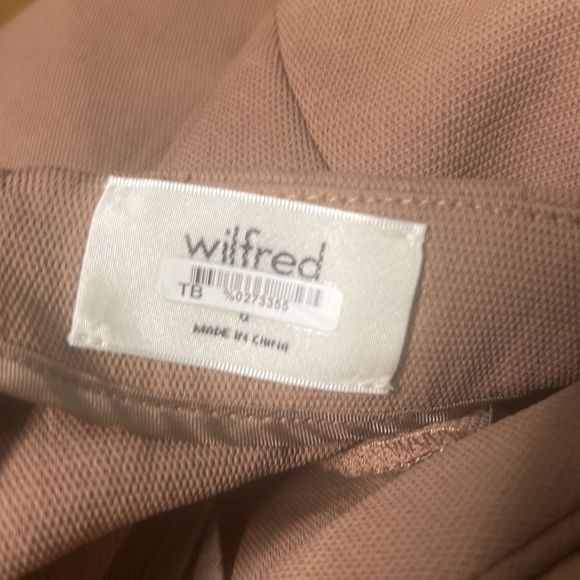 wilfred
TB %0273355
MADE IN CHINA